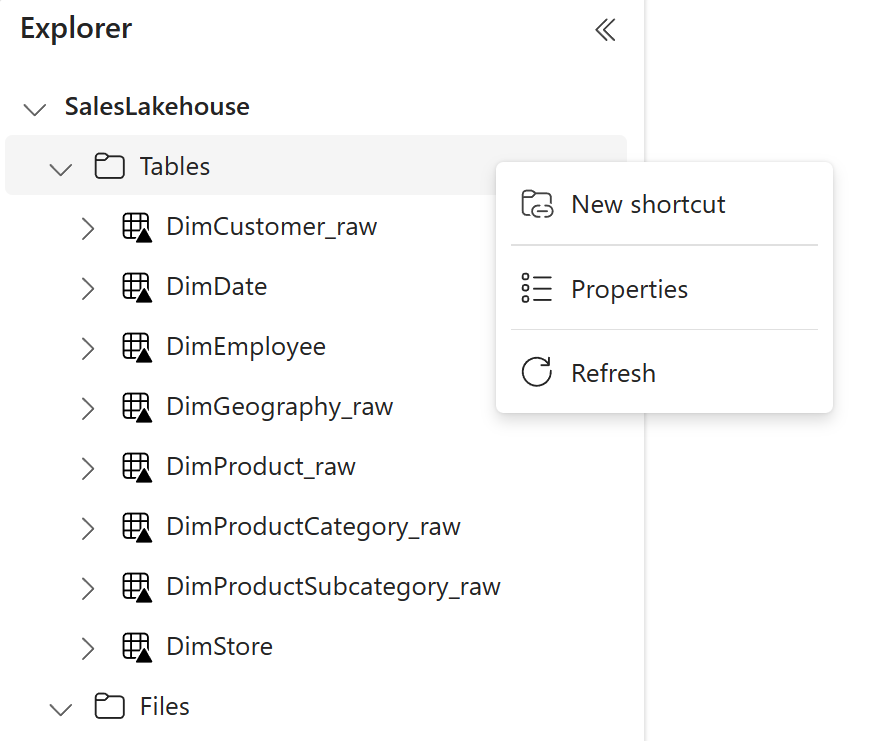 Explorer
SalesLakehouse
Tables
DimCustomer_raw
DimDate
DimEmployee
DimGeography_raw
DimProduct_raw
DimProductCategory_raw
DimProductSubcategory_raw
DimStore
Files
New shortcut
Properties
Refresh